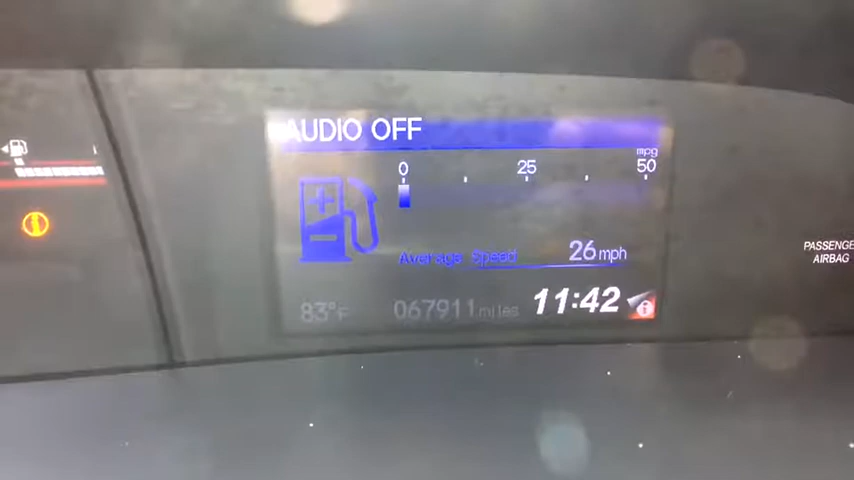 AUDIO OFF
mpg
0 25 50
Average Speed 26 mph
83°F 067911 miles 11:42 i
i
PASSENGER
AIRBAG